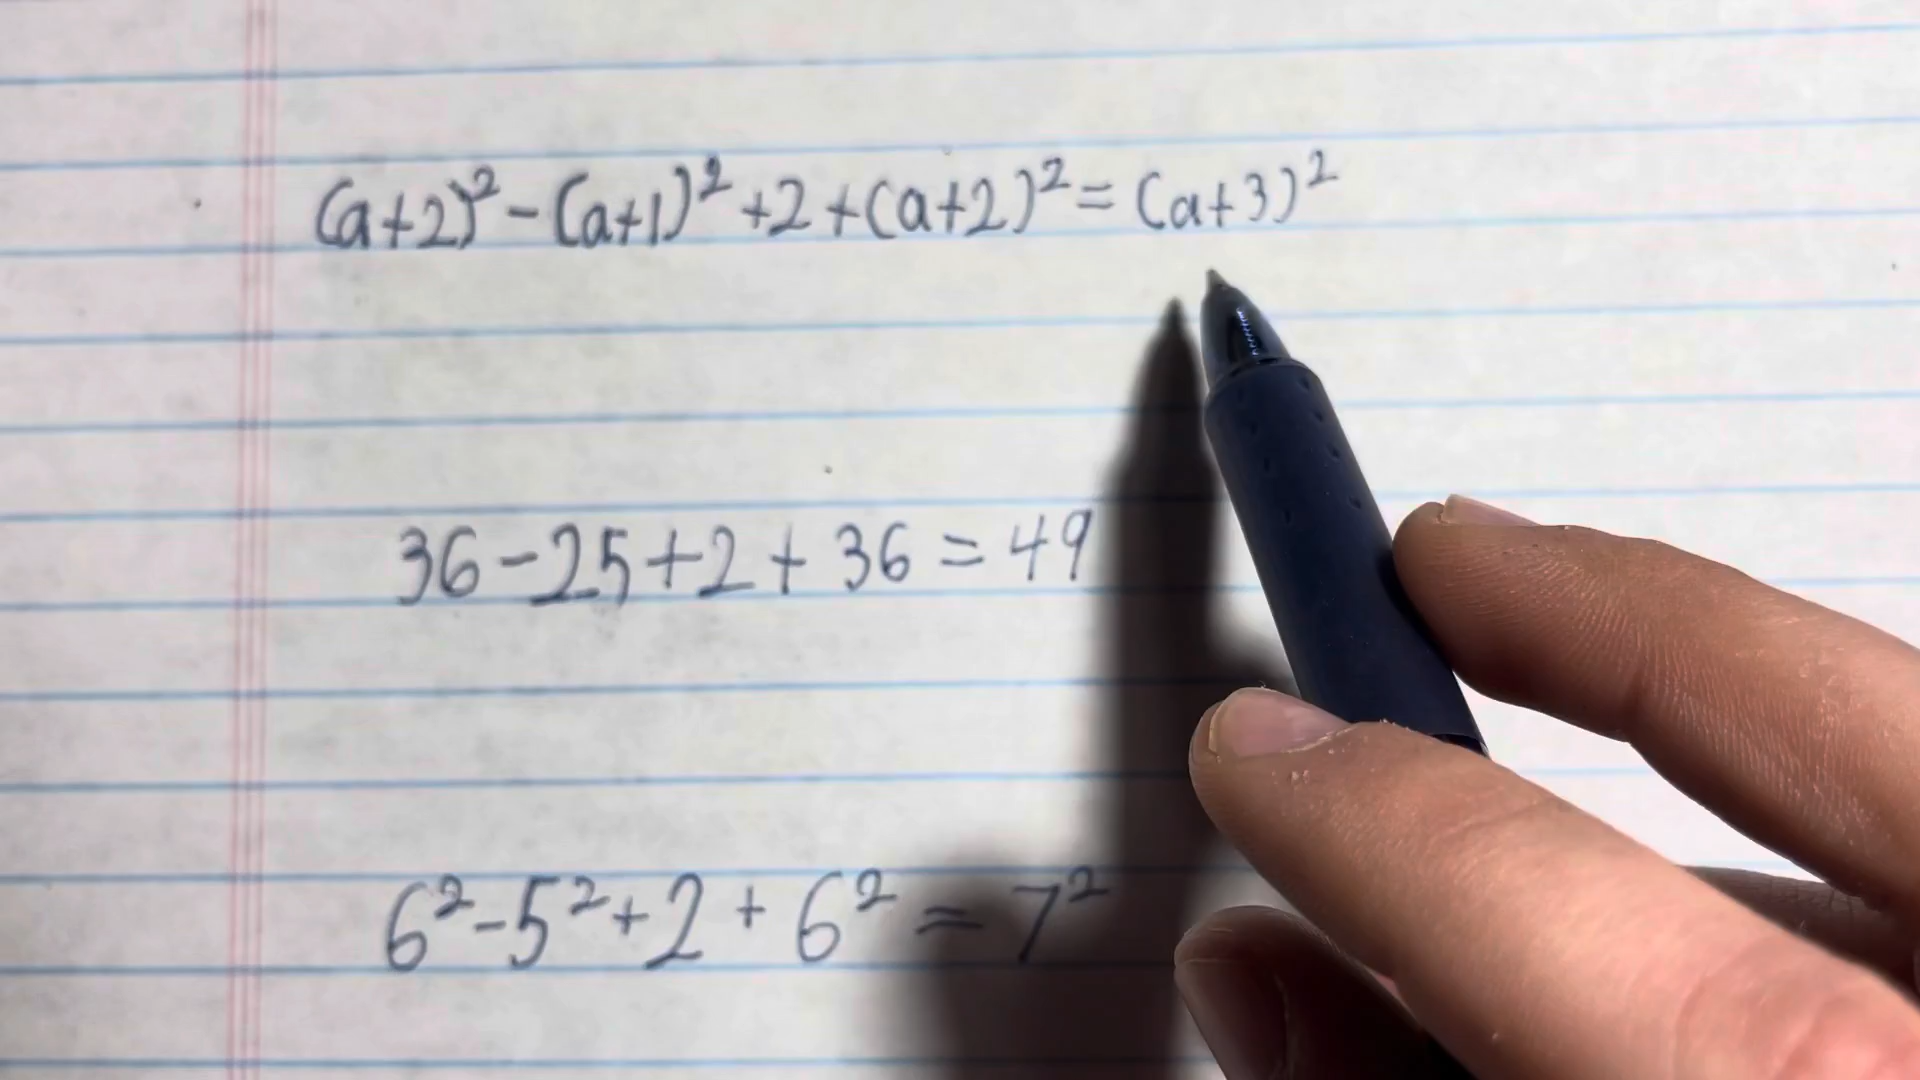 (a+2)² - (a+1)² + 2 + (a+2)² = (a+3)²
36 - 25 + 2 + 36 = 49
6² - 5² + 2 + 6² = 7²